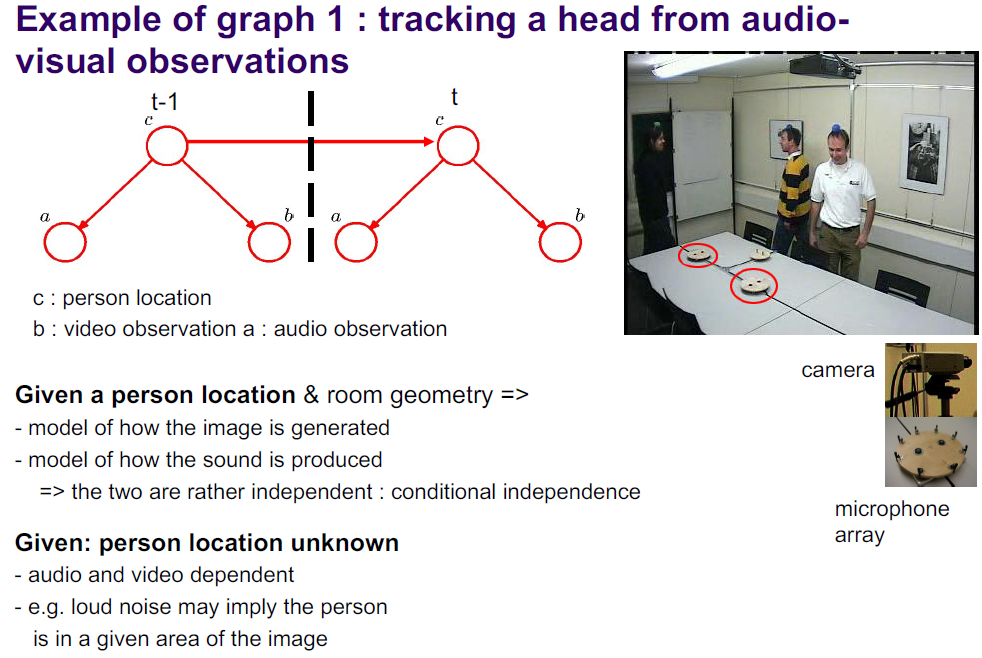 Example of graph 1 : tracking a head from audio-
visual observations
t-1
t
c
c
a
b
a
b
c : person location
b : video observation a : audio observation
camera
Given a person location & room geometry =>
- model of how the image is generated
- model of how the sound is produced
=> the two are rather independent : conditional independence
microphone
array
Given: person location unknown
- audio and video dependent
- e.g. loud noise may imply the person
is in a given area of the image